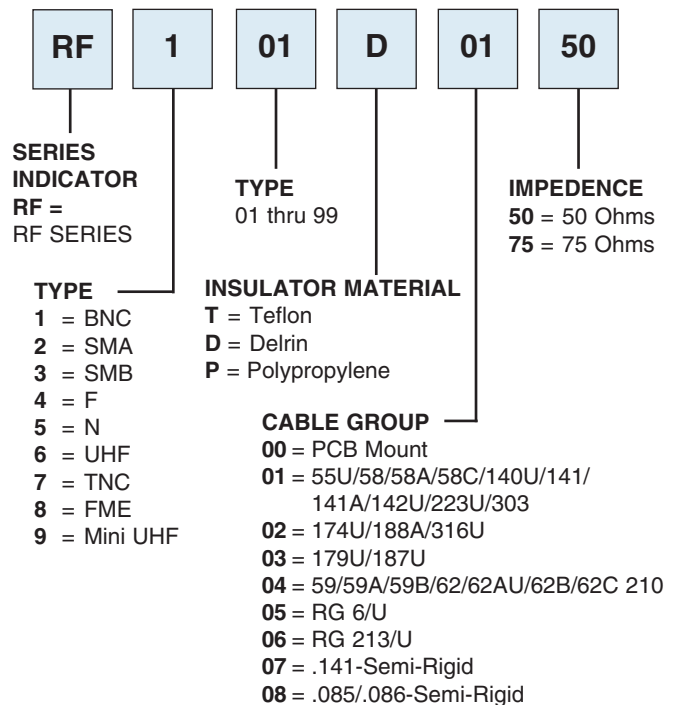 RF 1 01 D 01 50
SERIES
INDICATOR
RF =
RF SERIES
TYPE
01 thru 99
IMPEDENCE
50 = 50 Ohms
75 = 75 Ohms
TYPE
1 = BNC
2 = SMA
3 = SMB
4 = F
5 = N
6 = UHF
7 = TNC
8 = FME
9 = Mini UHF
INSULATOR MATERIAL
T = Teflon
D = Delrin
P = Polypropylene
CABLE GROUP
00 = PCB Mount
01 = 55U/58/58A/58C/140U/141/
141A/142U/223U/303
02 = 174U/188A/316U
03 = 179U/187U
04 = 59/59A/59B/62/62AU/62B/62C 210
05 = RG 6/U
06 = RG 213/U
07 = .141-Semi-Rigid
08 = .085/.086-Semi-Rigid